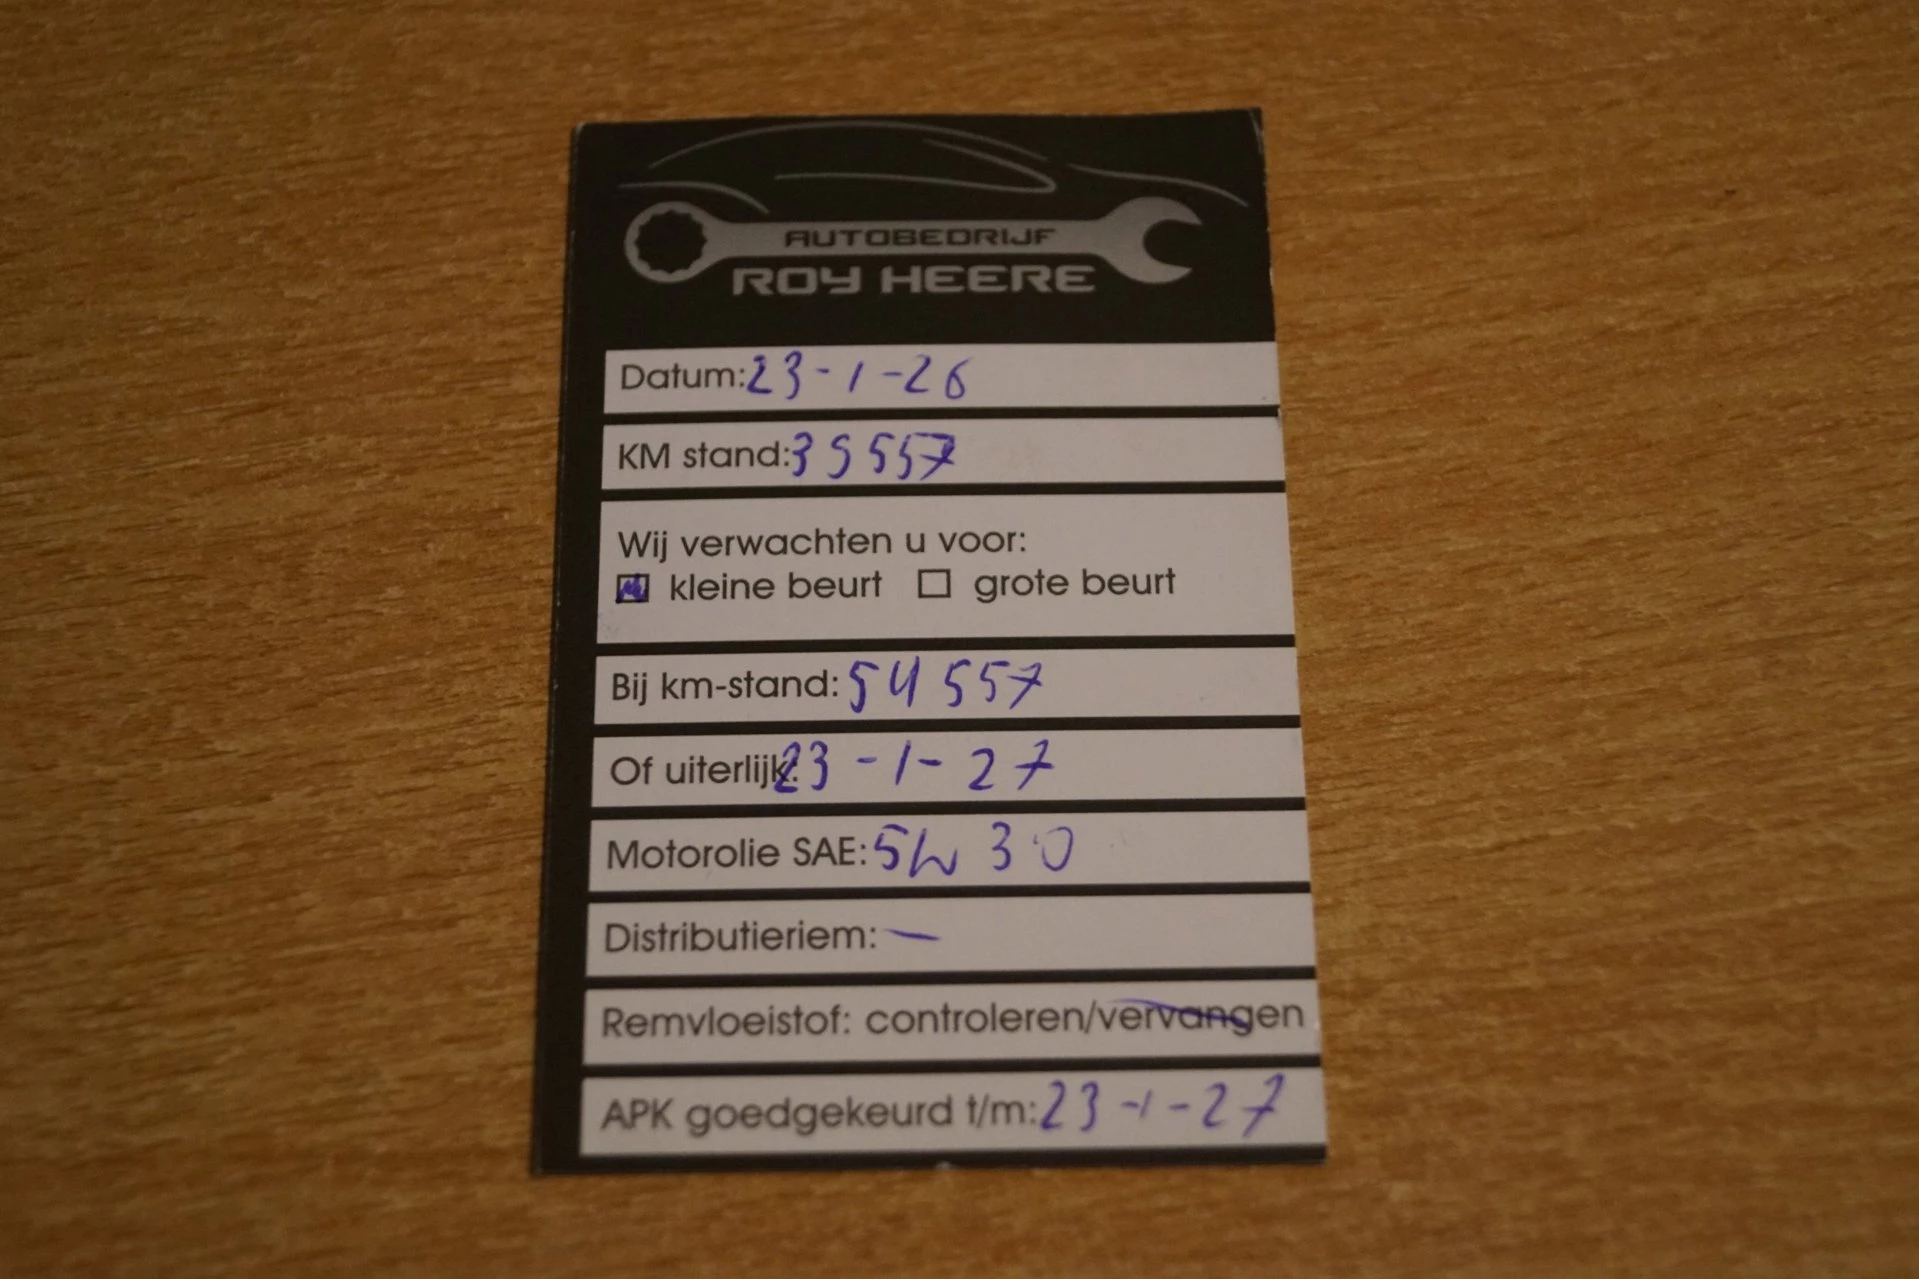 AUTOBEDRIJF
ROY HEERE
Datum: 23-1-26
KM stand: 39557
Wij verwachten u voor:
kleine beurt grote beurt
Bij km-stand: 54557
Of uiterlijk: 23-1-27
Motorolie SAE: 5W30
Distributieriem: -
Remvloeistof: controleren/vervangen
APK goedgekeurd t/m: 23-1-27